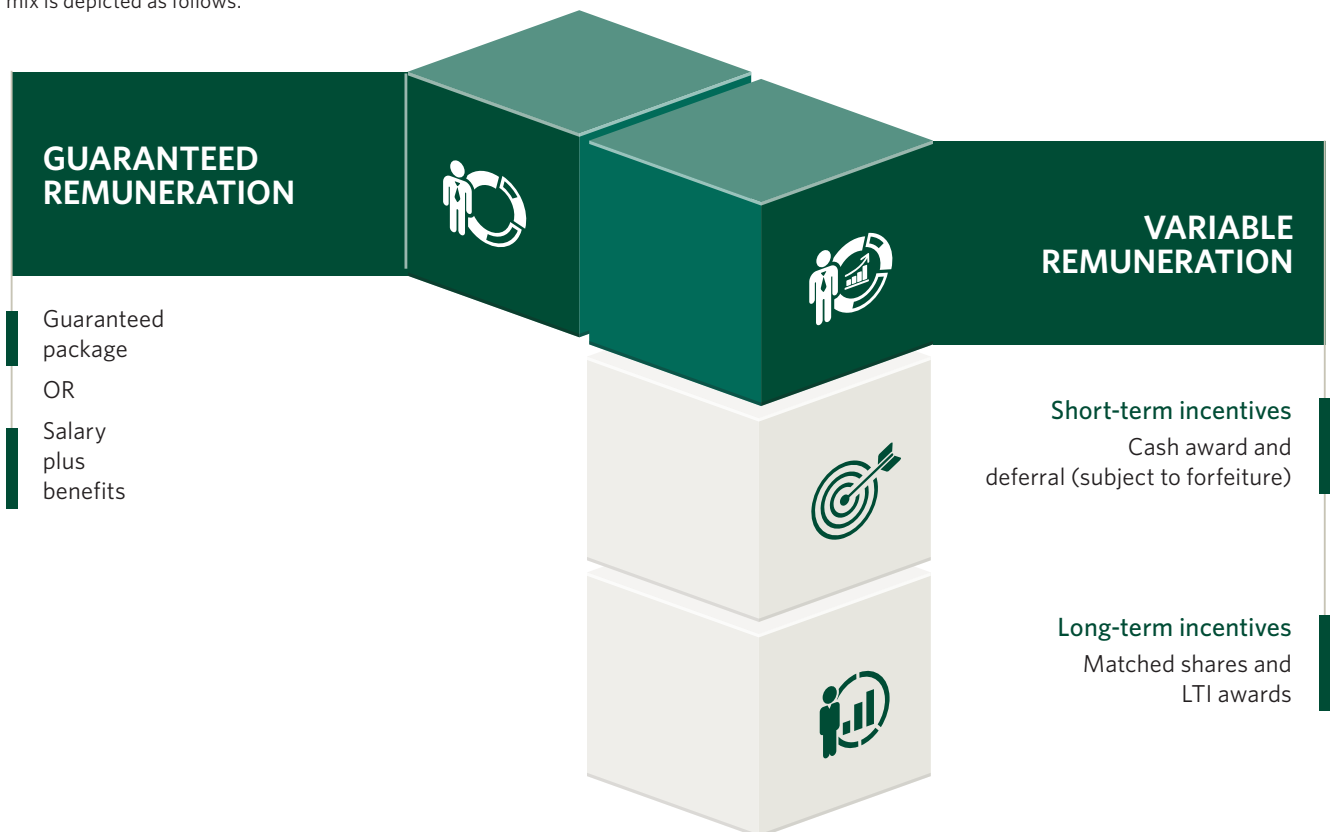 mix is depicted as follows:
GUARANTEED
REMUNERATION
Guaranteed
package
OR
Salary
plus
benefits
VARIABLE
REMUNERATION
Short-term incentives
Cash award and
deferral (subject to forfeiture)
Long-term incentives
Matched shares and
LTI awards